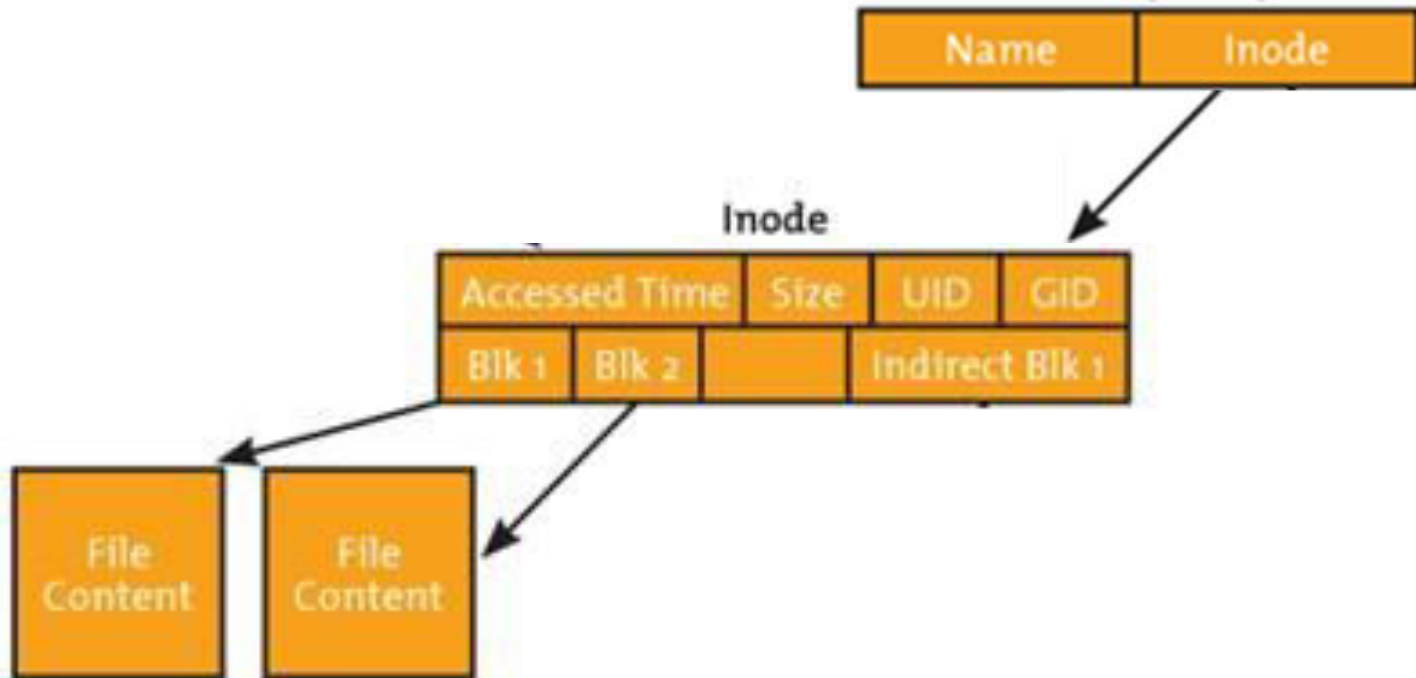 Name Inode
Inode
Accessed Time Size UID GID
Blk 1 Blk 2 Indirect Blk 1
File File
Content Content